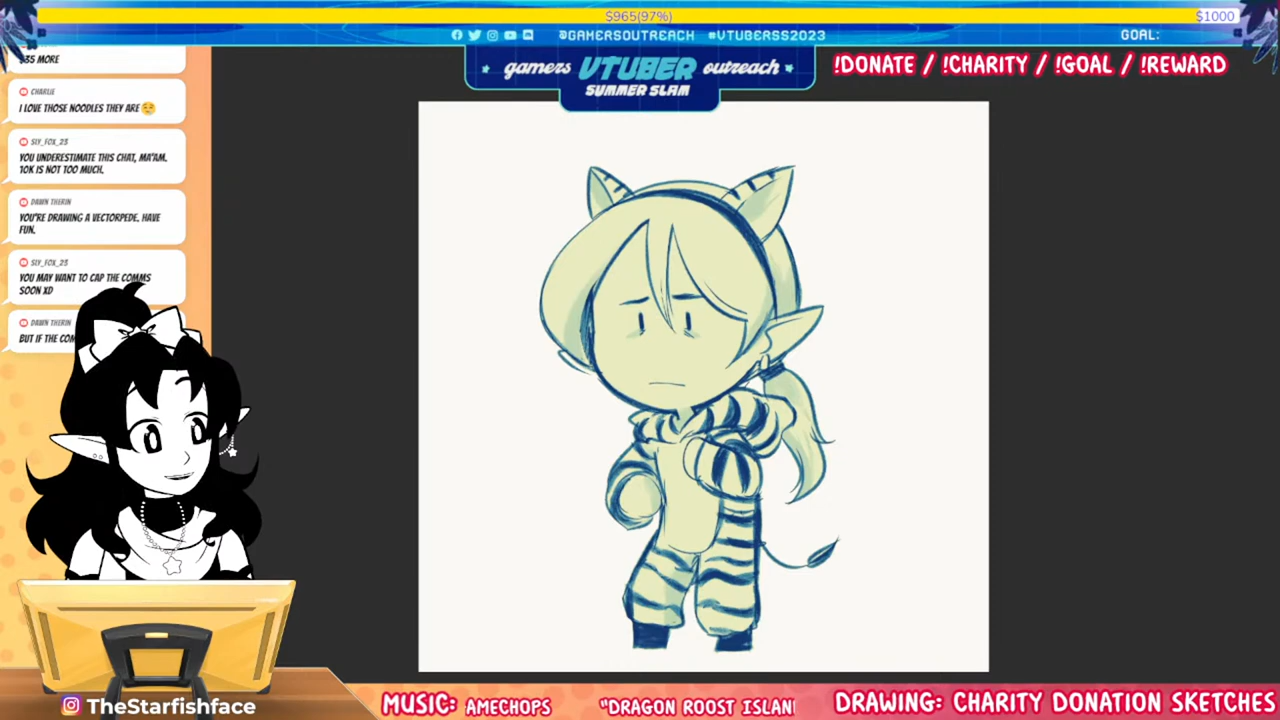 $965(97%)
$1000
@GAMERSOUTREACH #VTUBERSS2023
GOAL:
gamers VTUBER outreach
SUMMER SLAM
!DONATE / !CHARITY / !GOAL / !REWARD
$35 MORE
CHARLIE
I LOVE THOSE NOODLES THEY ARE
SLY_FOX_23
YOU UNDERESTIMATE THIS CHAT, MA'AM.
10K IS NOT TOO MUCH.
DAWN THERIN
YOU'RE DRAWING A VECTORPEDE. HAVE
FUN.
SLY_FOX_23
YOU MAY WANT TO CAP THE COMMS
SOON XD
DAWN THERIN
BUT IF THE COM
TheStarfishface
MUSIC: AMECHOPS "DRAGON ROOST ISLAN
DRAWING: CHARITY DONATION SKETCHES